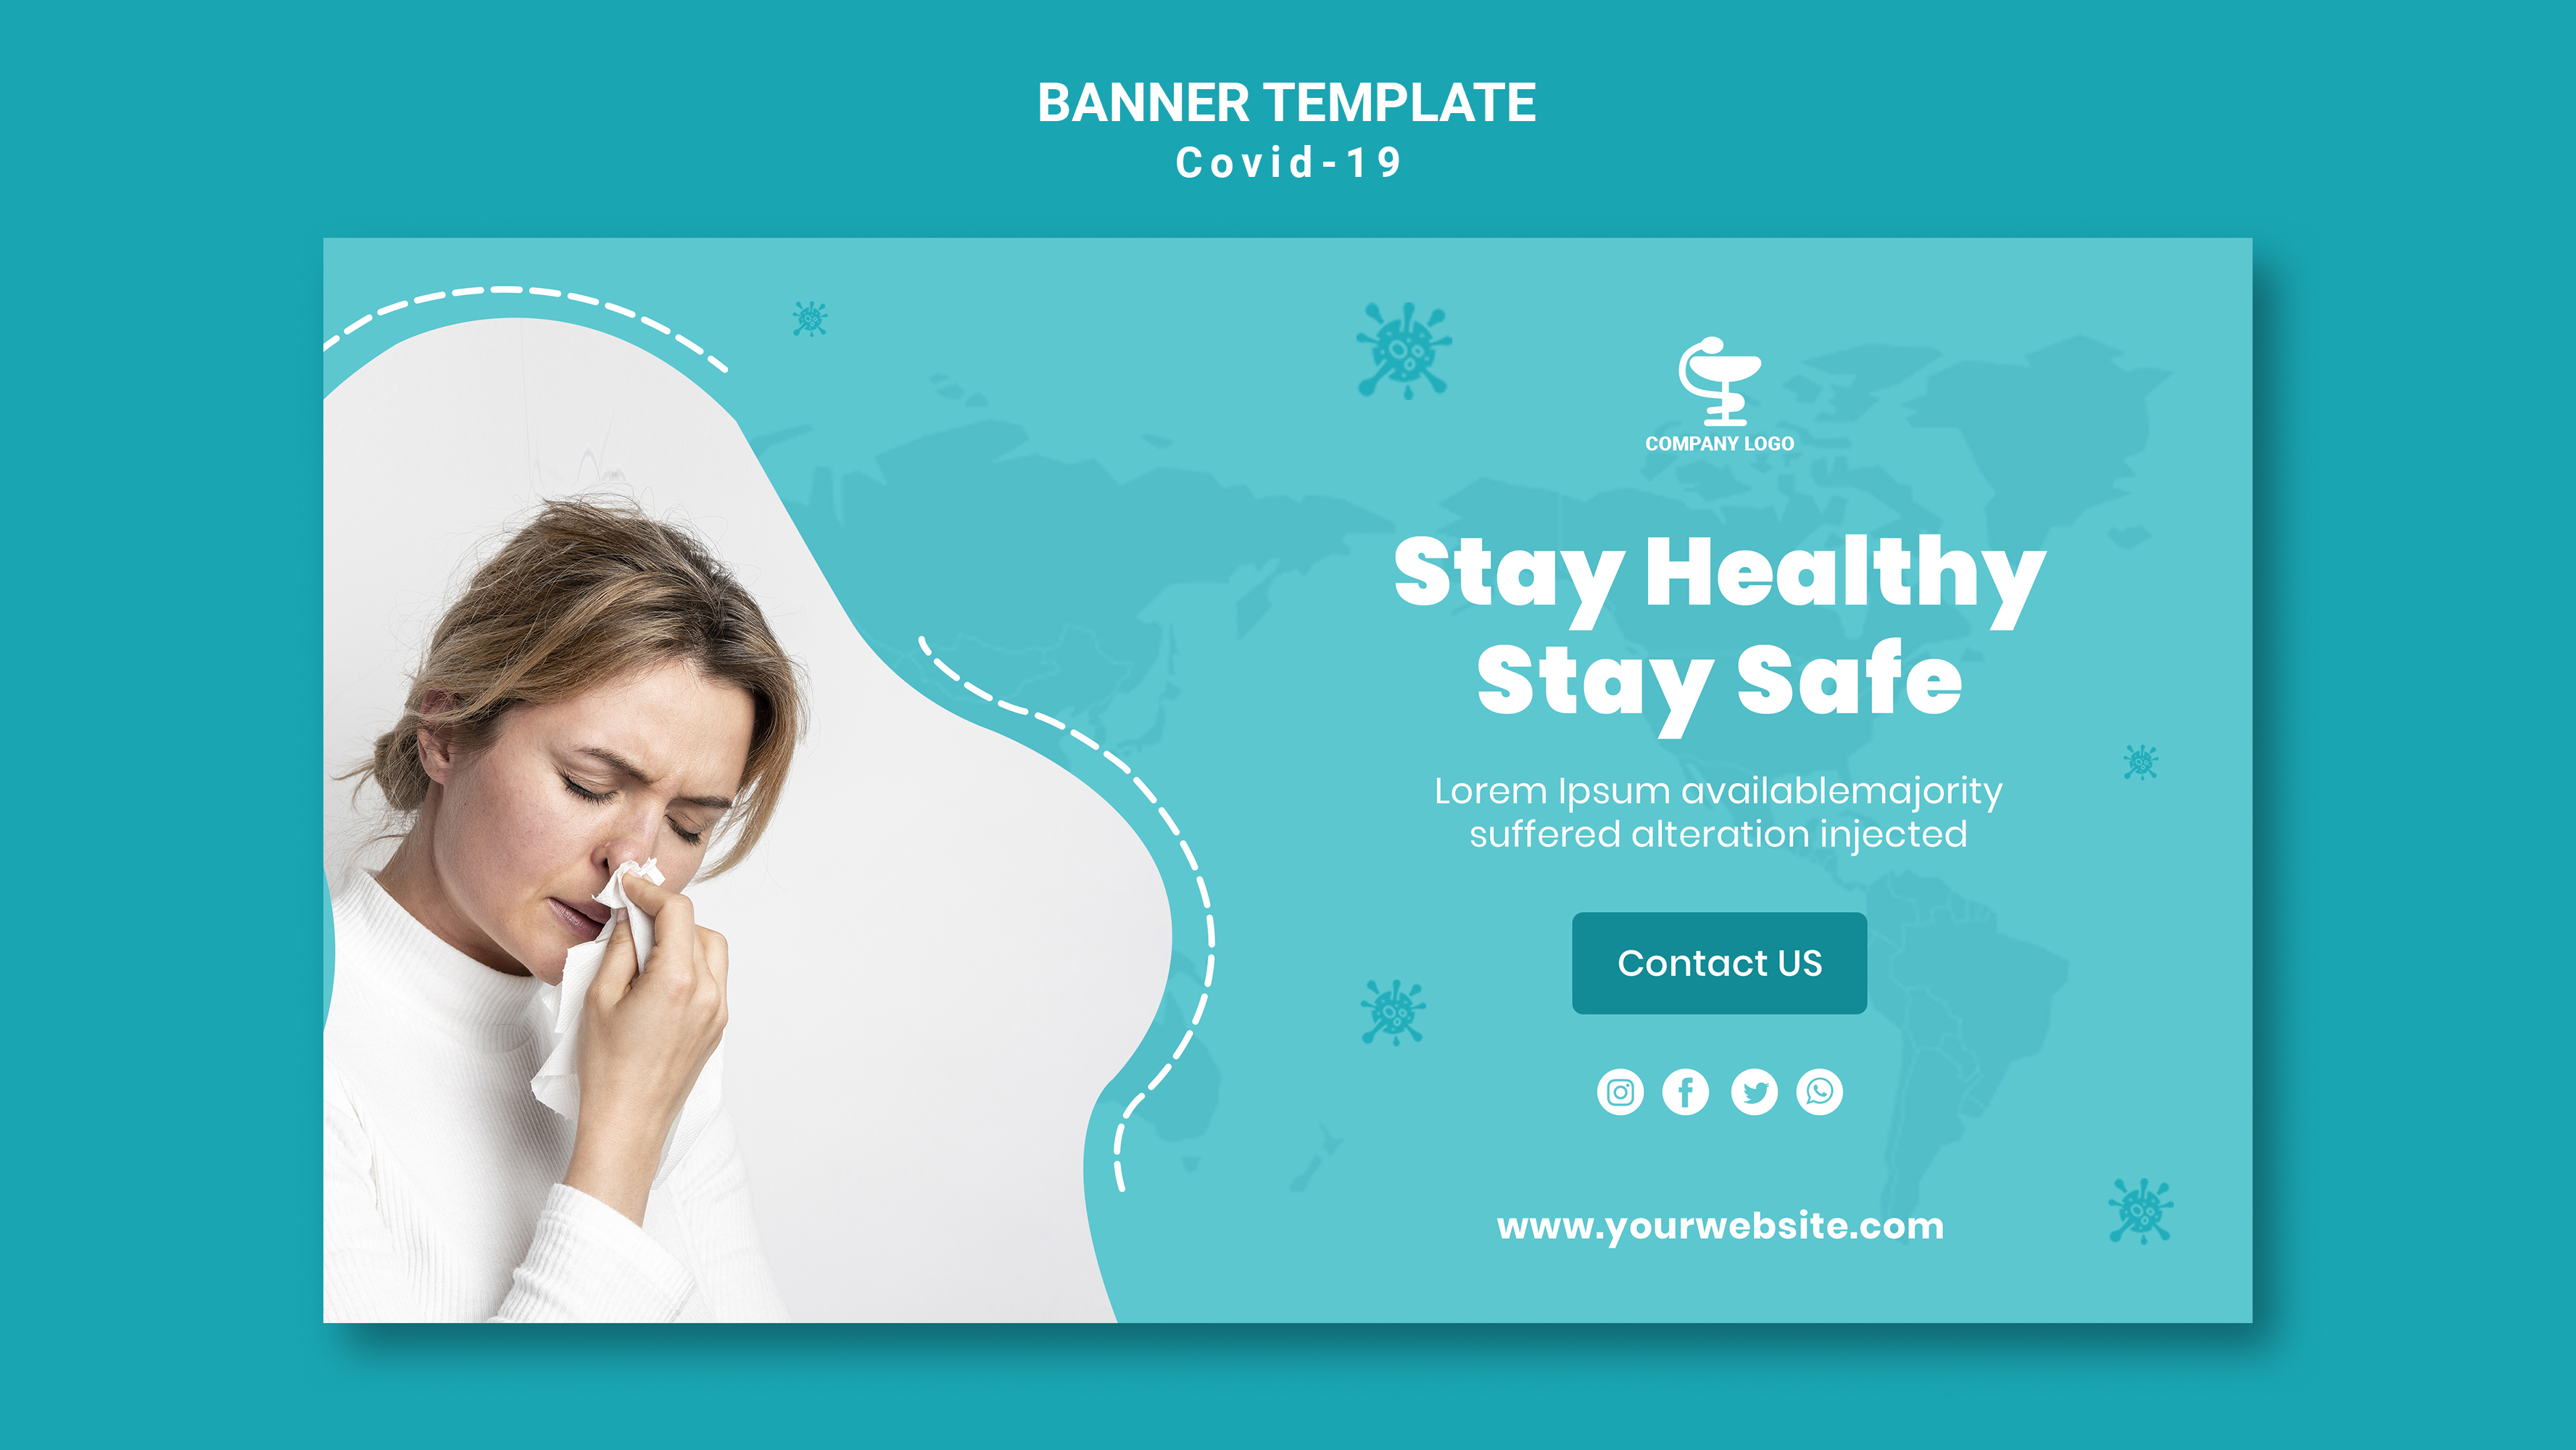 BANNER TEMPLATE
Covid-19
COMPANY LOGO
Stay Healthy
Stay Safe
Lorem Ipsum availablemajority
suffered alteration injected
Contact US
www.yourwebsite.com